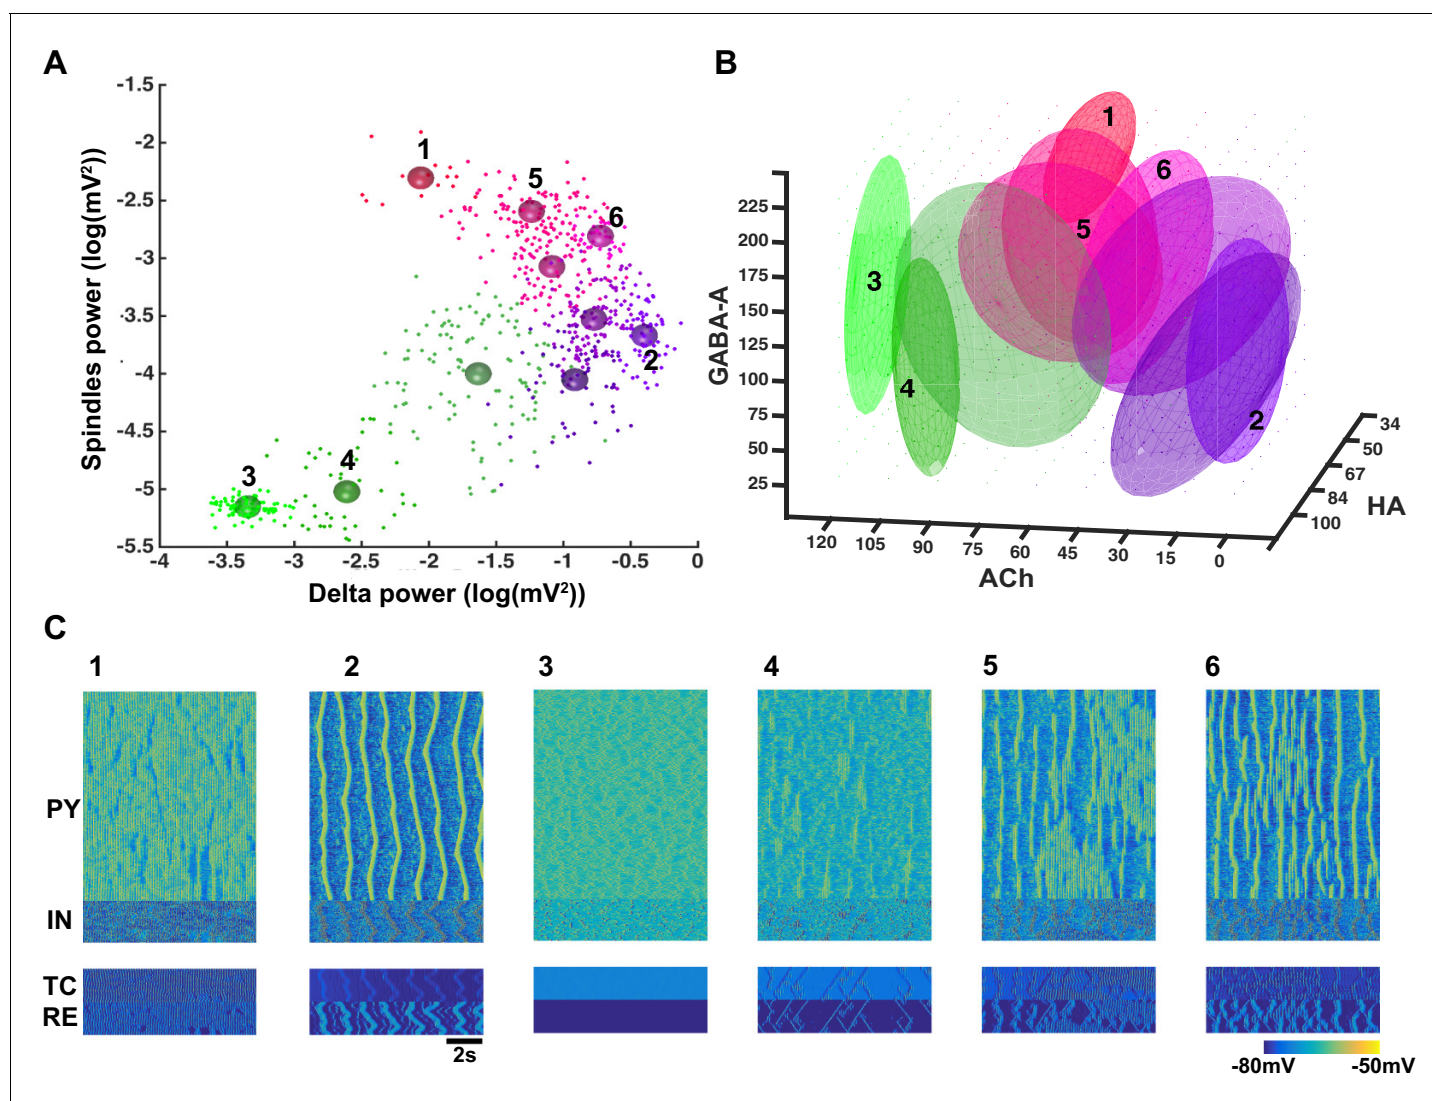 A
-1.5
-2
-2.5
-3
-3.5
-4
-4.5
-5
-5.5
Spindles power (log(mV²))
1
5
6
2
4
3
-4 -3.5 -3 -2.5 -2 -1.5 -1 -0.5 0
Delta power (log(mV²))
B
1
6
5
3
4
2
225
200
175
150
125
100
75
50
25
GABA-A
120 105 90 75 60 45 30 15 0
ACh
34
50
67
84
100
HA
C
1 2 3 4 5 6
PY
IN
TC
RE
2s
-80mV -50mV